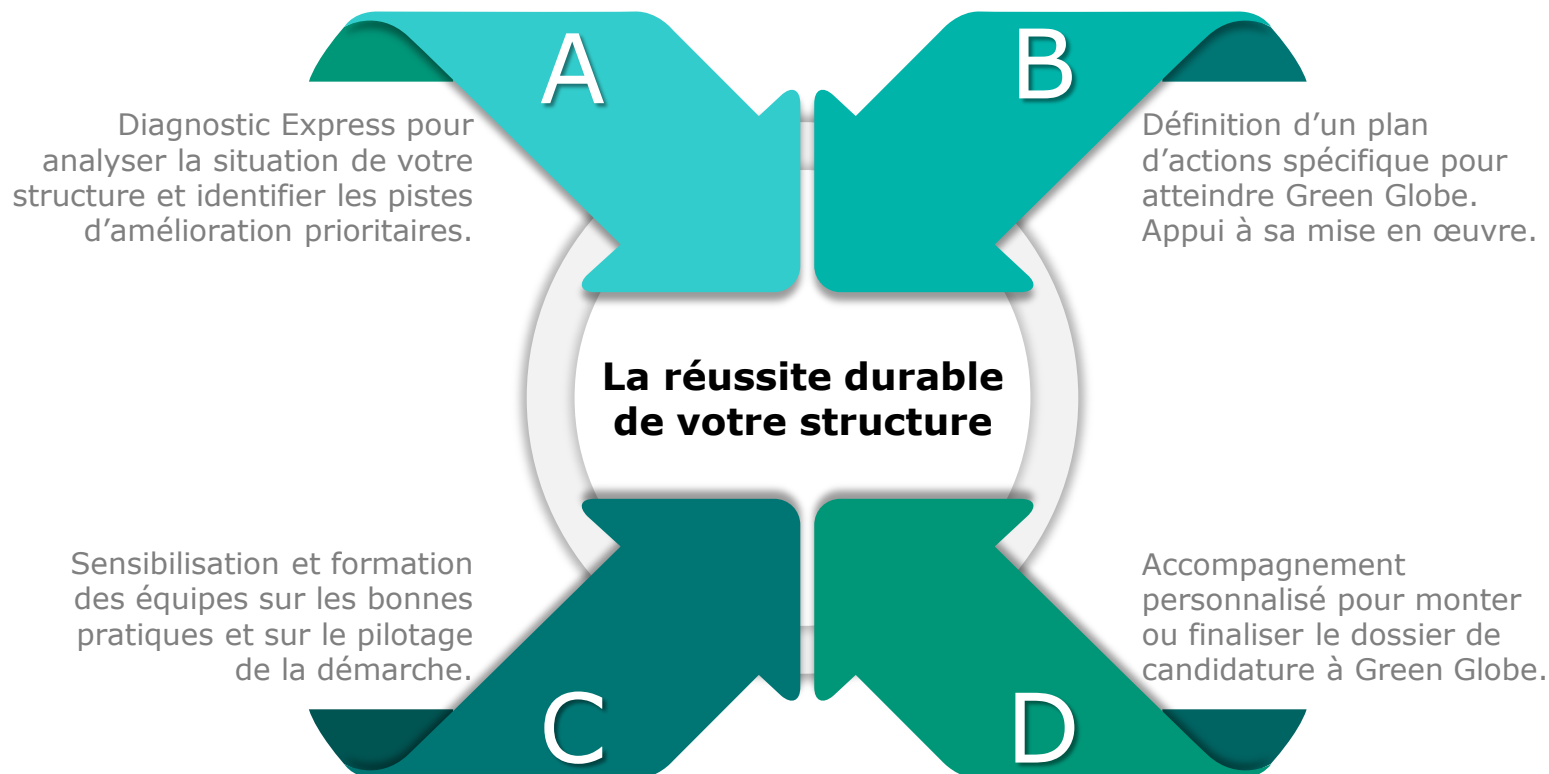 A
Diagnostic Express pour
analyser la situation de votre
structure et identifier les pistes
d’amélioration prioritaires.
B
Définition d’un plan
d’actions spécifique pour
atteindre Green Globe.
Appui à sa mise en œuvre.
La réussite durable
de votre structure
Sensibilisation et formation
des équipes sur les bonnes
pratiques et sur le pilotage
de la démarche.
C
Accompagnement
personnalisé pour monter
ou finaliser le dossier de
candidature à Green Globe.
D